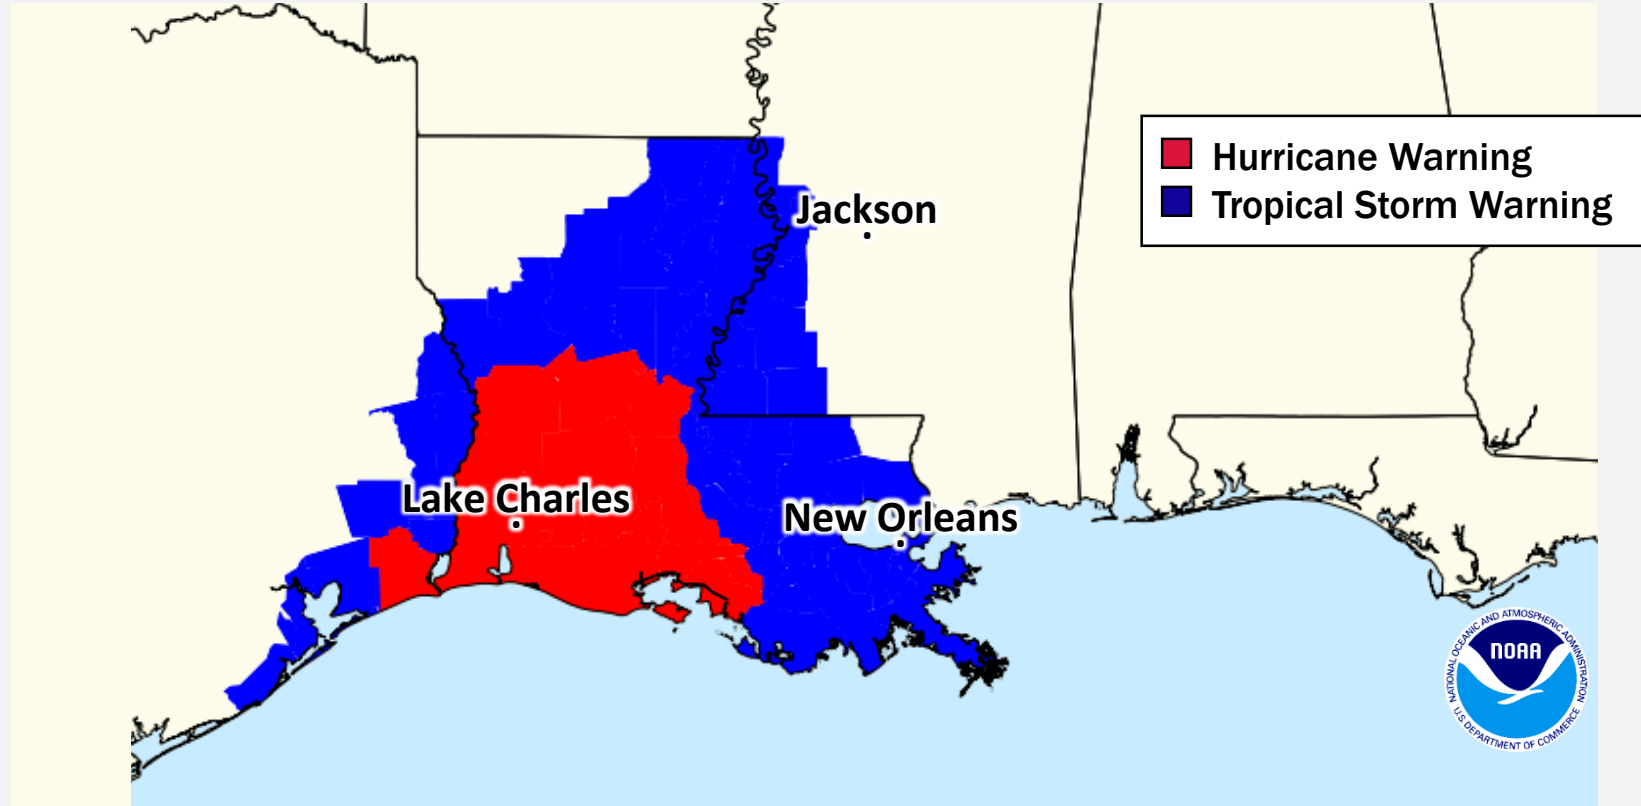 Hurricane Warning
Tropical Storm Warning
Jackson
Lake Charles
New Orleans
NATIONAL OCEANIC AND ATMOSPHERIC ADMINISTRATION
NOAA
U.S. DEPARTMENT OF COMMERCE